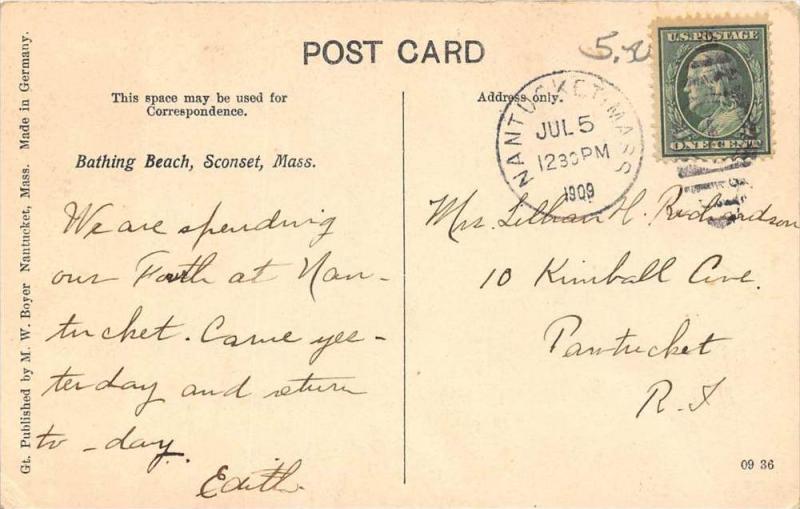 POST CARD
5.
U.S.POSTAGE
ONE CENT
This space may be used for
Correspondence.
Address only.
NANTUCKET, MASS.
JUL 5
1230 PM
1909
Bathing Beach, Sconset, Mass.
We are spending
our Forth at Nan-
tucket. Came yes-
terday and return
to-day.
Edith.
Mrs. Lillian H. Richardson
10 Kimball Ave.
Pawtucket
R.I
09 36
Gt. Published by M. W. Boyer Nantucket, Mass. Made in Germany.